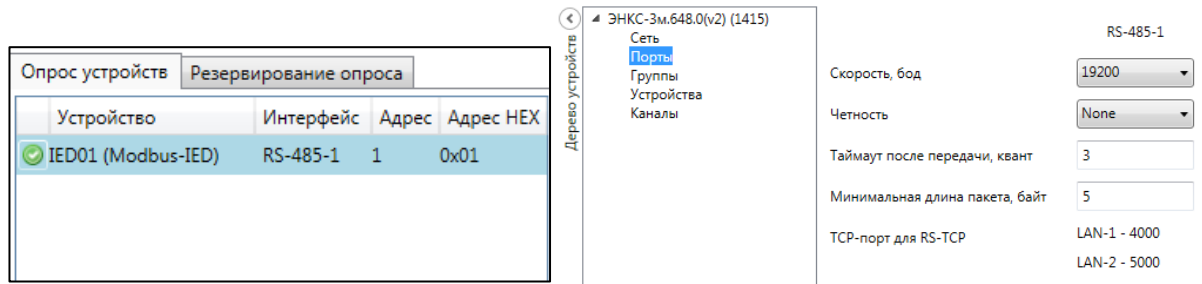 Опрос устройств Резервирование опроса
Устройство Интерфейс Адрес Адрес HEX
IED01 (Modbus-IED) RS-485-1 1 0x01
Дерево устройств
ЭНКС-3м.648.0(v2) (1415)
Сеть
Порты
Группы
Устройства
Каналы
RS-485-1
Скорость, бод 19200
Четность None
Таймаут после передачи, квант 3
Минимальная длина пакета, байт 5
TCP-порт для RS-TCP LAN-1 - 4000
LAN-2 - 5000